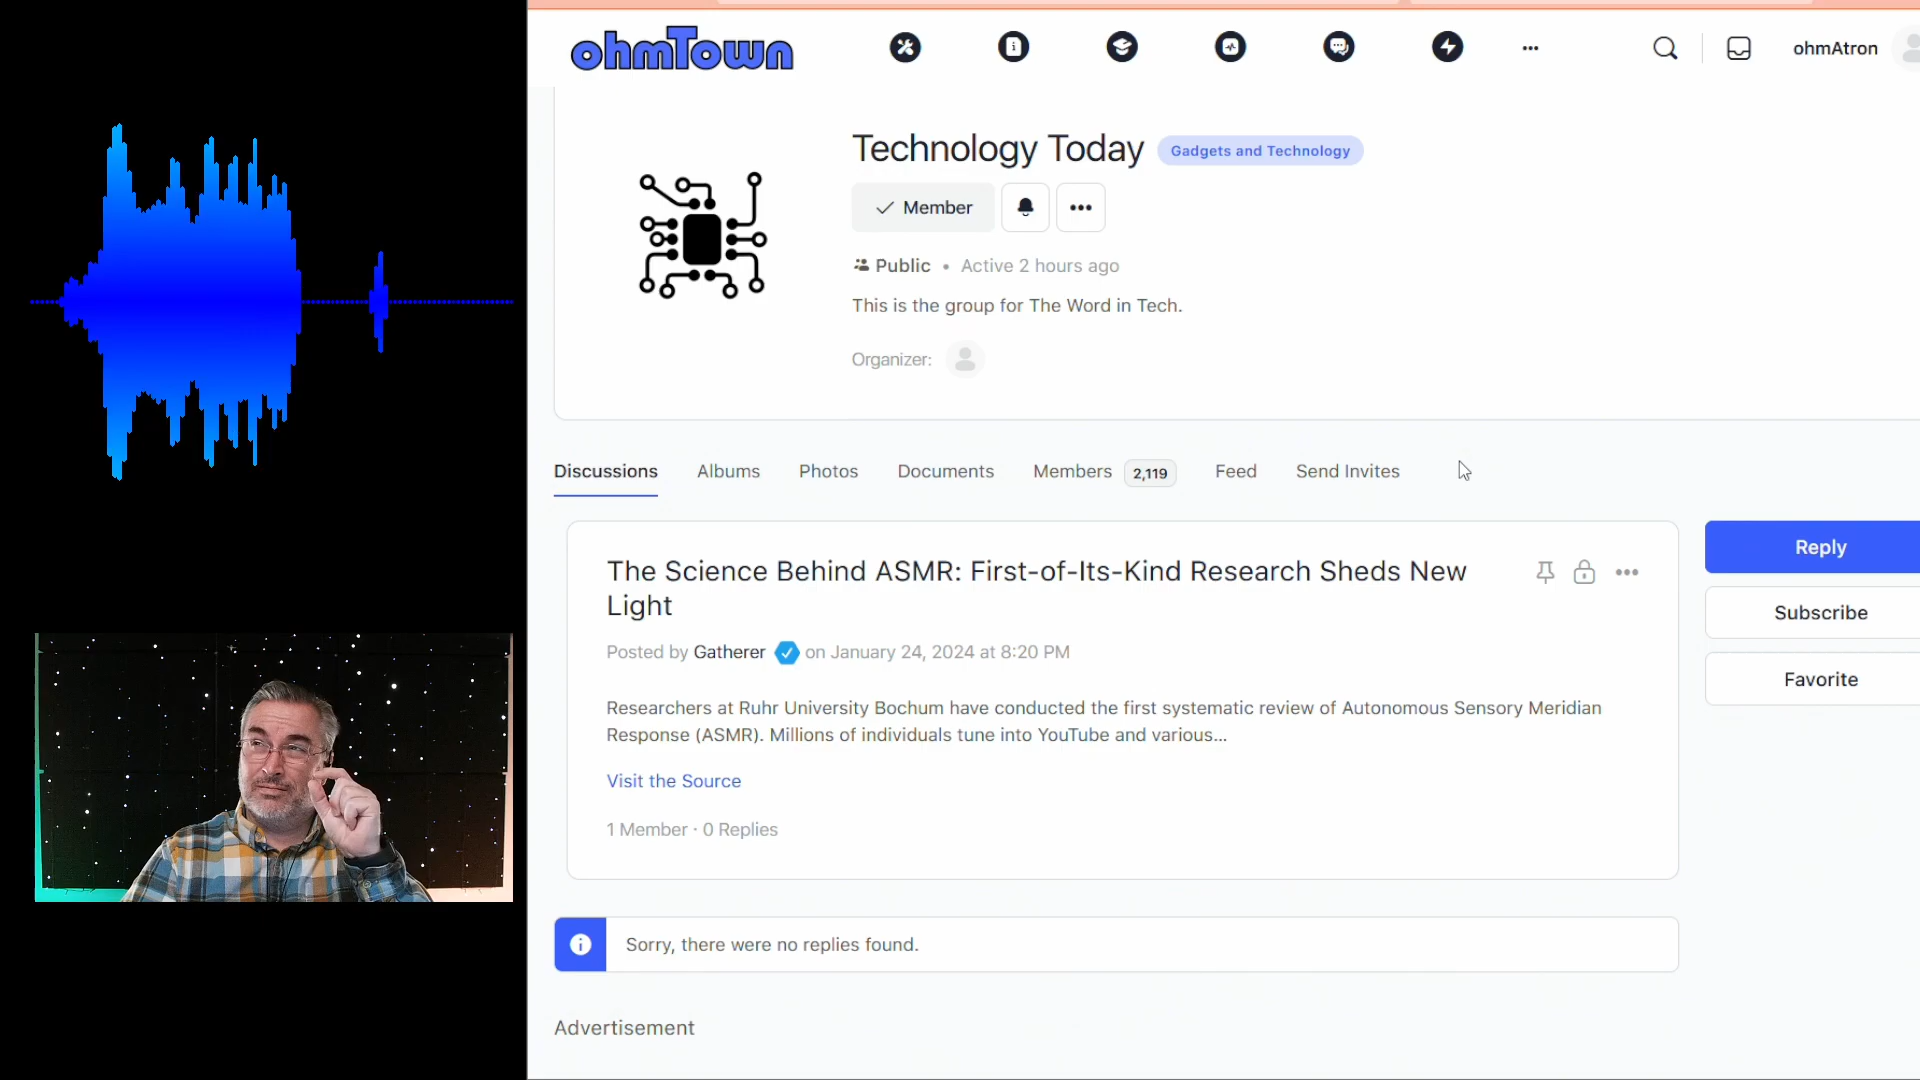 ohmTown
ohmAtron
Technology Today Gadgets and Technology
Member
Public • Active 2 hours ago
This is the group for The Word in Tech.
Organizer:
Discussions Albums Photos Documents Members 2,119 Feed Send Invites
The Science Behind ASMR: First-of-Its-Kind Research Sheds New
Light
Posted by Gatherer on January 24, 2024 at 8:20 PM
Researchers at Ruhr University Bochum have conducted the first systematic review of Autonomous Sensory Meridian
Response (ASMR). Millions of individuals tune into YouTube and various...
Visit the Source
1 Member · 0 Replies
Reply
Subscribe
Favorite
Sorry, there were no replies found.
Advertisement